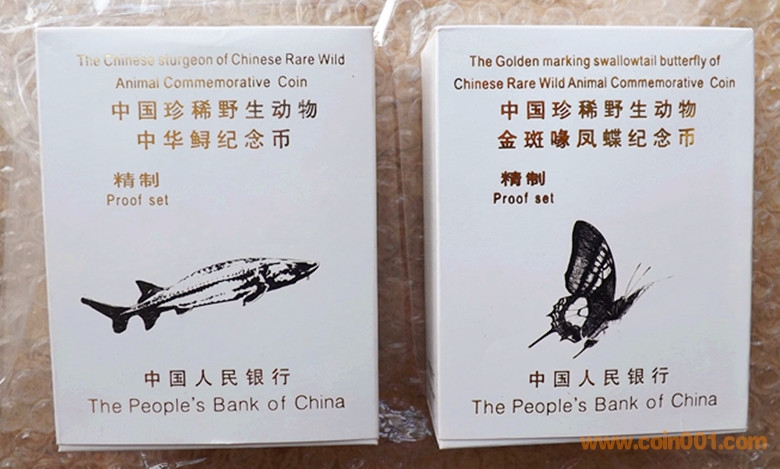 The Chinese sturgeon of Chinese Rare Wild
Animal Commemorative Coin
中国珍稀野生动物
中华鲟纪念币
精制
Proof set
中国人民银行
The People's Bank of China
The Golden marking swallowtail butterfly of
Chinese Rare Wild Animal Commemorative Coin
中国珍稀野生动物
金斑喙凤蝶纪念币
精制
Proof set
中国人民银行
The People's Bank of China
www.coin001.com